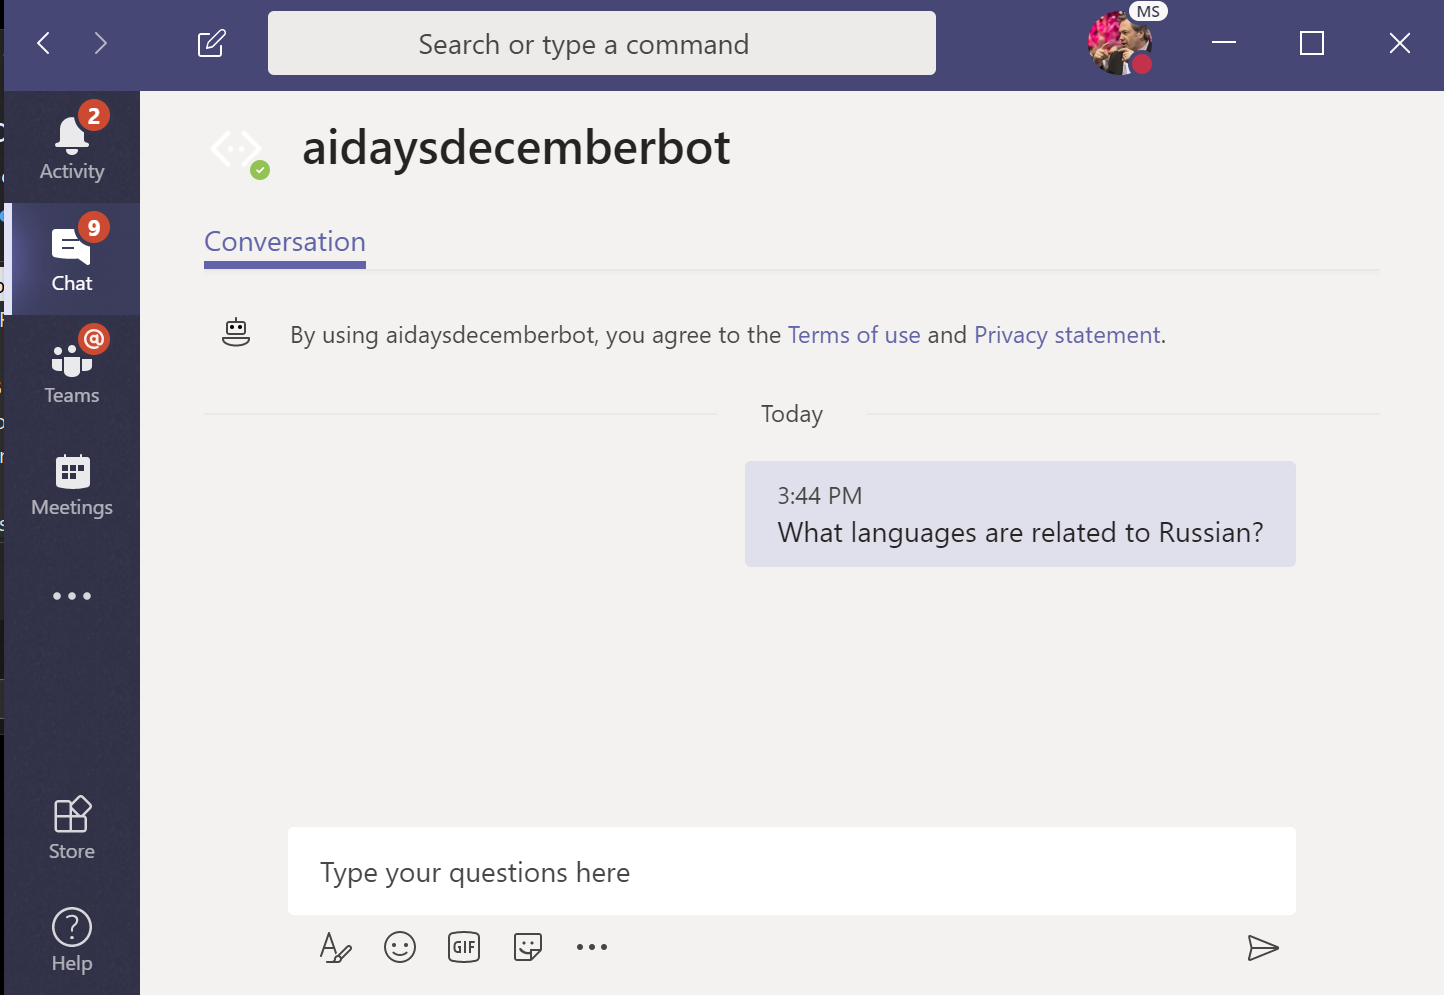 Search or type a command
MS
2
Activity
9
Chat
@
Teams
Meetings
Store
Help
aidaysdecemberbot
Conversation
By using aidaysdecemberbot, you agree to the Terms of use and Privacy statement.
Today
3:44 PM
What languages are related to Russian?
Type your questions here
GIF